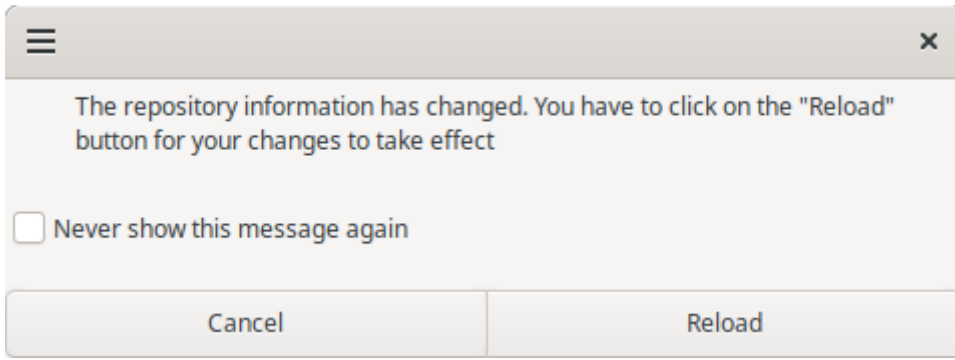 The repository information has changed. You have to click on the "Reload"
button for your changes to take effect
Never show this message again
Cancel
Reload